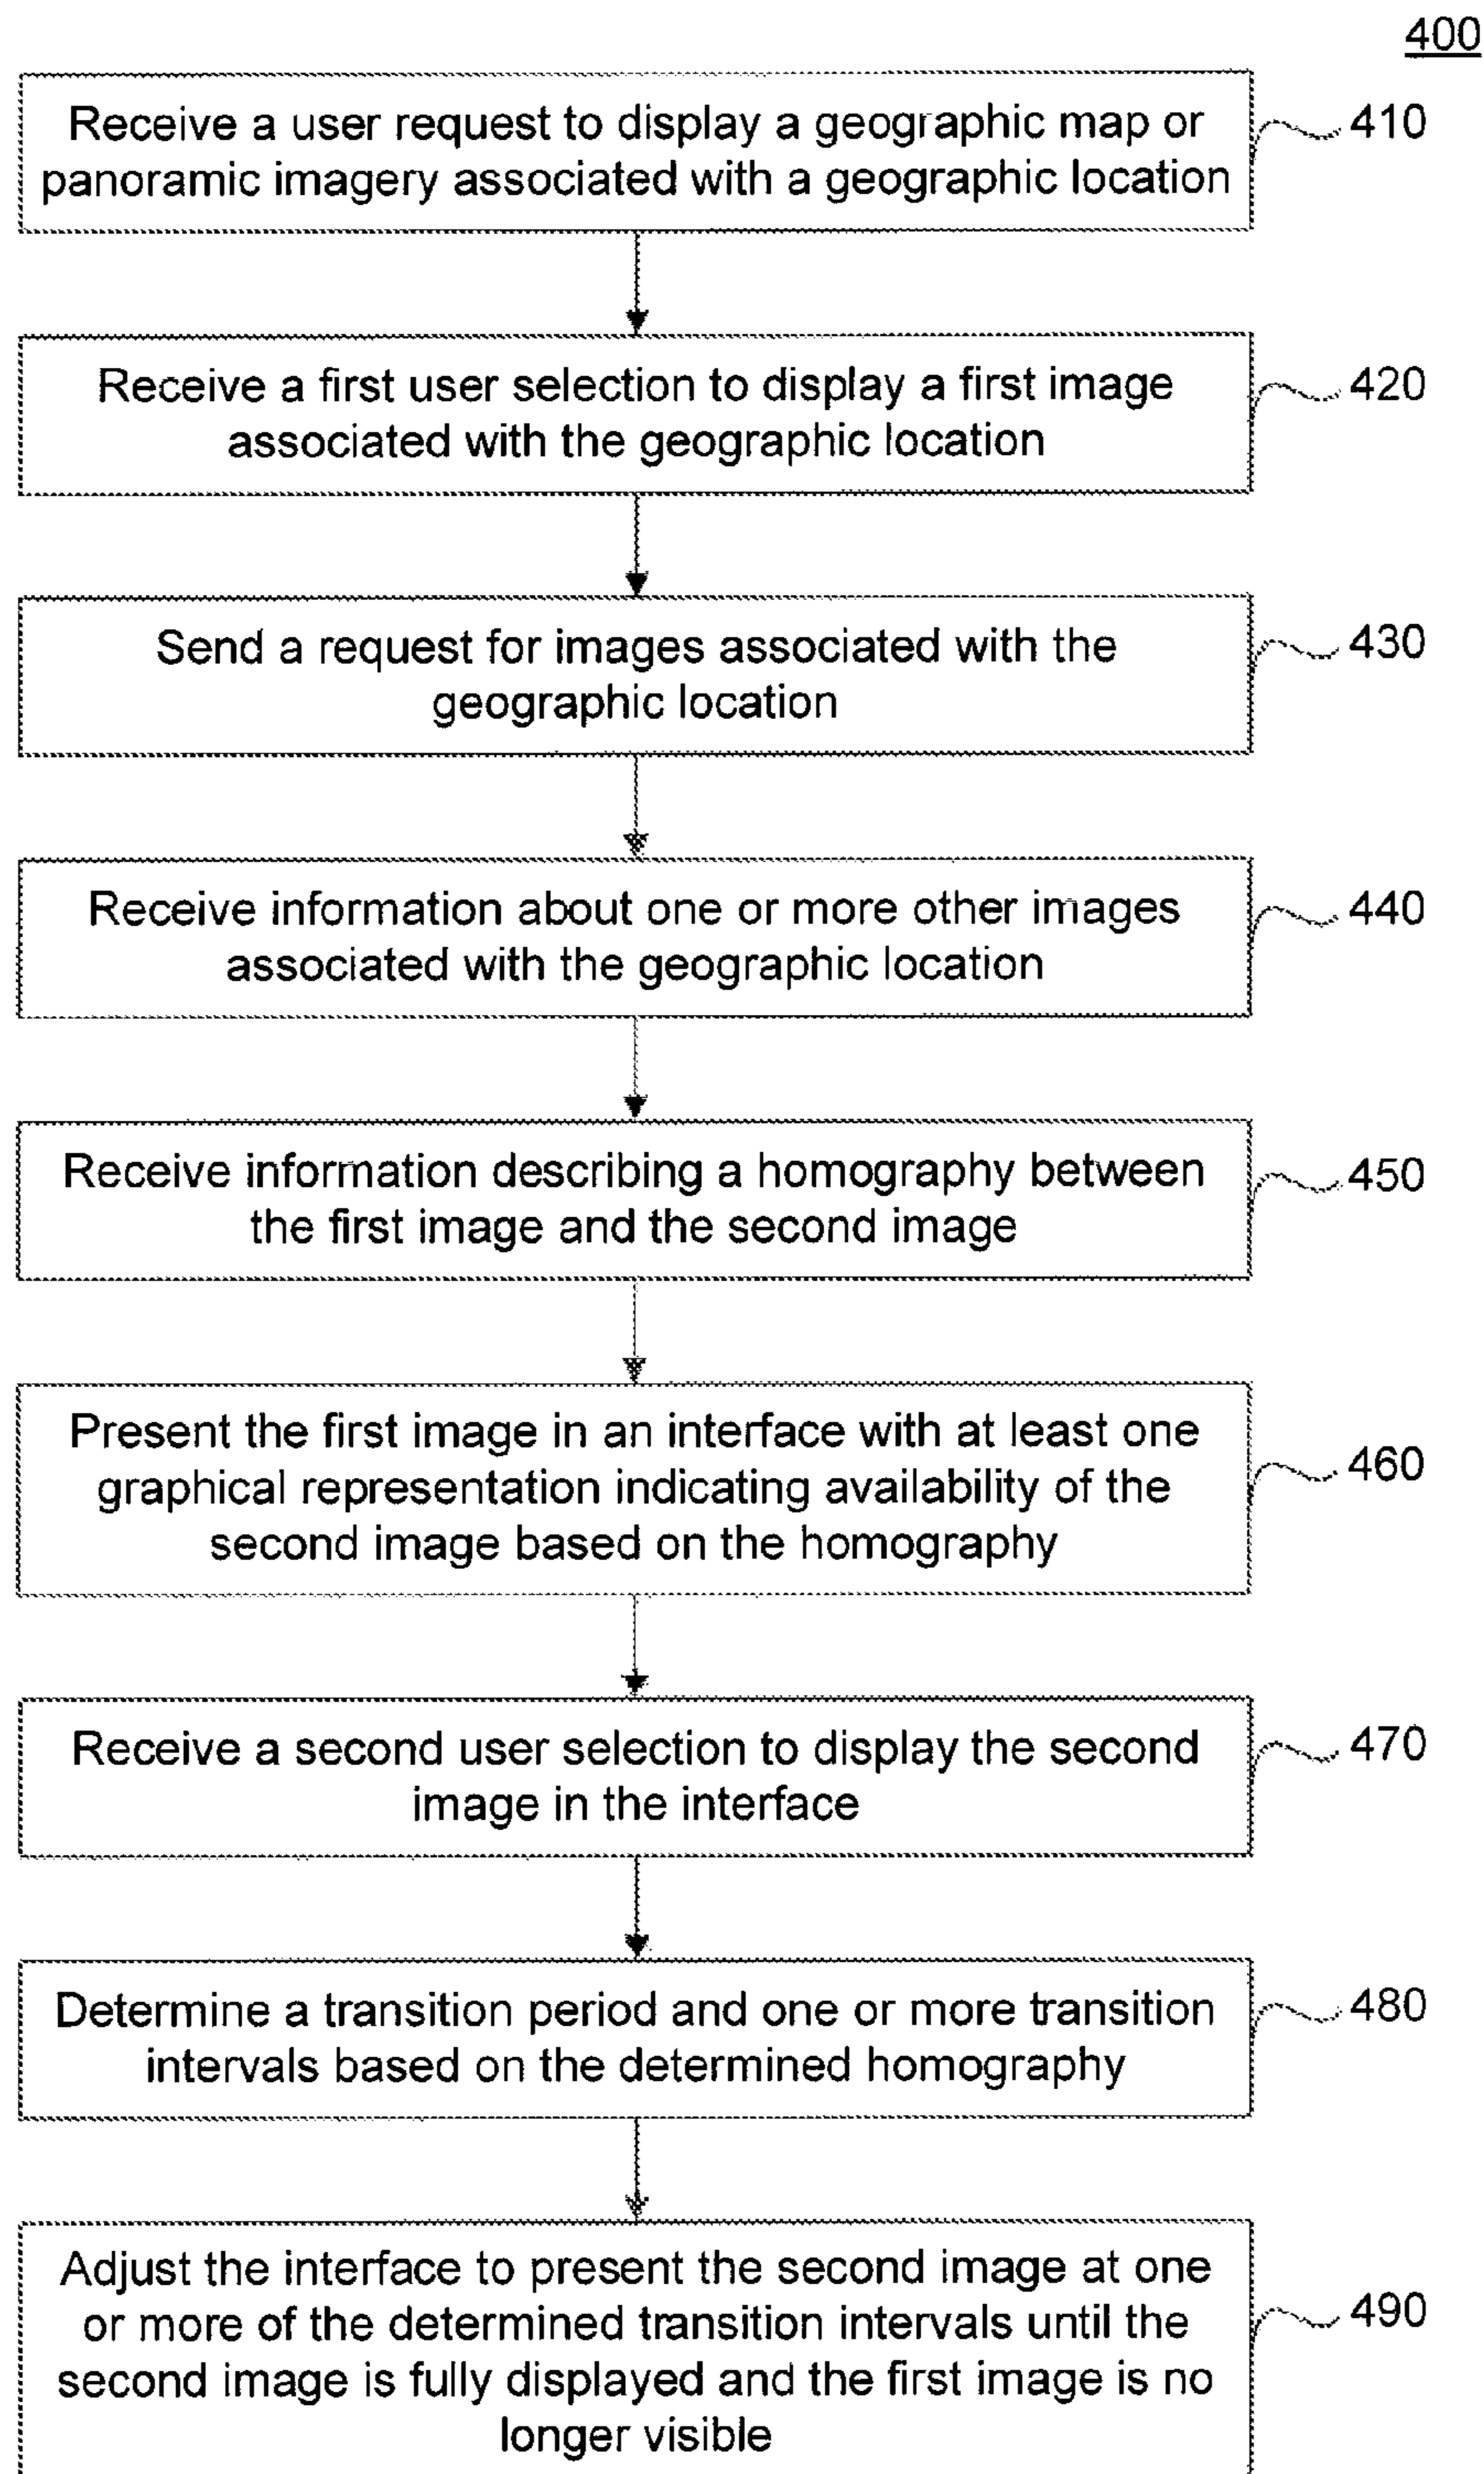 400
Receive a user request to display a geographic map or
panoramic imagery associated with a geographic location
410
Receive a first user selection to display a first image
associated with the geographic location
420
Send a request for images associated with the
geographic location
430
Receive information about one or more other images
associated with the geographic location
440
Receive information describing a homography between
the first image and the second image
450
Present the first image in an interface with at least one
graphical representation indicating availability of the
second image based on the homography
460
Receive a second user selection to display the second
image in the interface
470
Determine a transition period and one or more transition
intervals based on the determined homography
480
Adjust the interface to present the second image at one
or more of the determined transition intervals until the
second image is fully displayed and the first image is no
longer visible
490